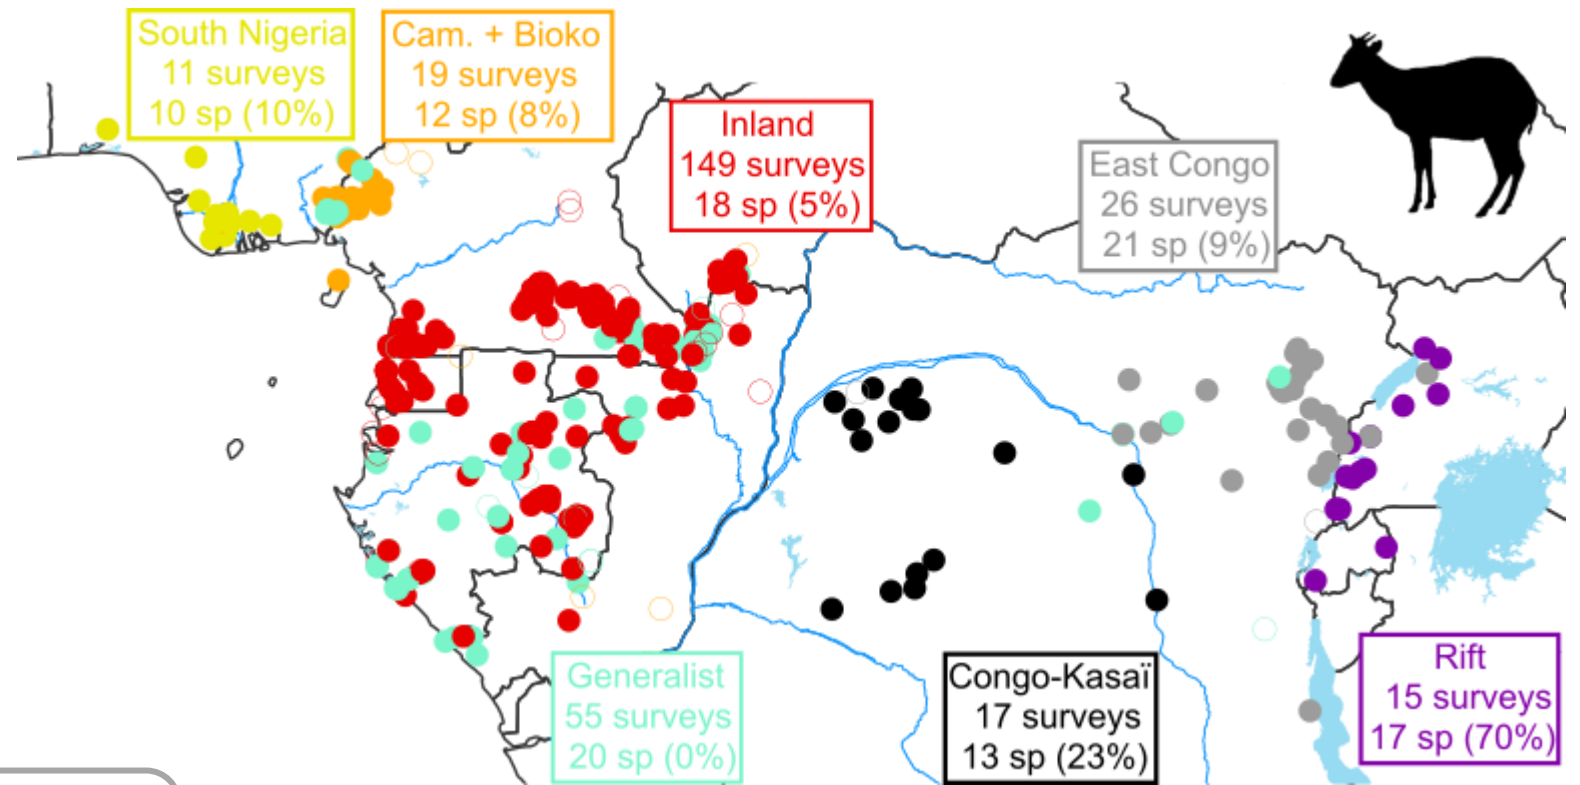 South Nigeria
11 surveys
10 sp (10%)
Cam. + Bioko
19 surveys
12 sp (8%)
Inland
149 surveys
18 sp (5%)
East Congo
26 surveys
21 sp (9%)
Generalist
55 surveys
20 sp (0%)
Congo-Kasaï
17 surveys
13 sp (23%)
Rift
15 surveys
17 sp (70%)